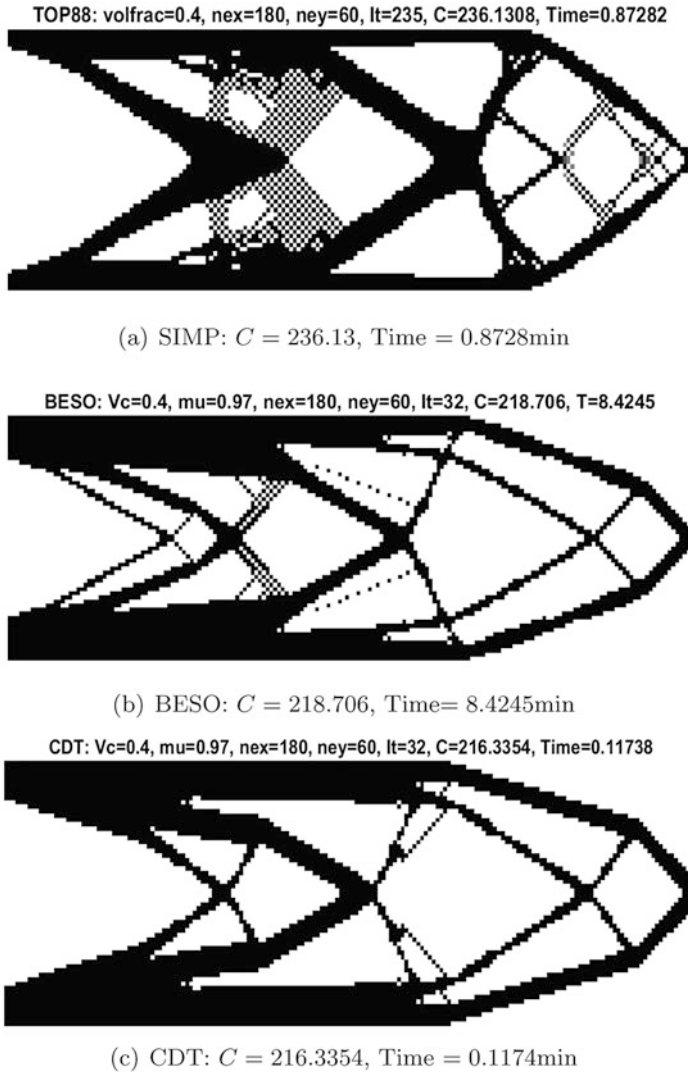 TOP88: volfrac=0.4, nex=180, ney=60, It=235, C=236.1308, Time=0.87282
(a) SIMP: C = 236.13, Time = 0.8728min
BESO: Vc=0.4, mu=0.97, nex=180, ney=60, It=32, C=218.706, T=8.4245
(b) BESO: C = 218.706, Time= 8.4245min
CDT: Vc=0.4, mu=0.97, nex=180, ney=60, It=32, C=216.3354, Time=0.11738
(c) CDT: C = 216.3354, Time = 0.1174min